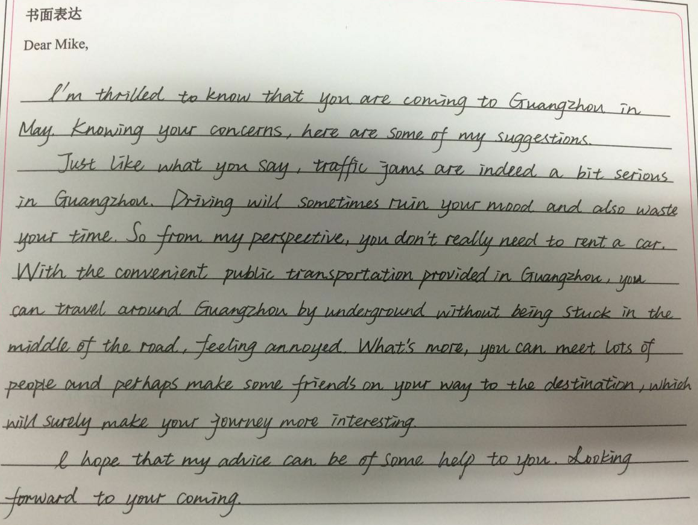 书面表达
Dear Mike,
I'm thrilled to know that you are coming to Guangzhou in
May. Knowing your concerns, here are some of my suggestions.
Just like what you say, traffic jams are indeed a bit serious
in Guangzhou. Driving will sometimes ruin your mood and also waste
your time. So from my perspective, you don't really need to rent a car.
With the convenient public transportation provided in Guangzhou, you
can travel around Guangzhou by underground without being stuck in the
middle of the road, feeling annoyed. What's more, you can meet lots of
people and perhaps make some friends on your way to the destination, which
will surely make your journey more interesting.
I hope that my advice can be of some help to you. Looking
forward to your coming.